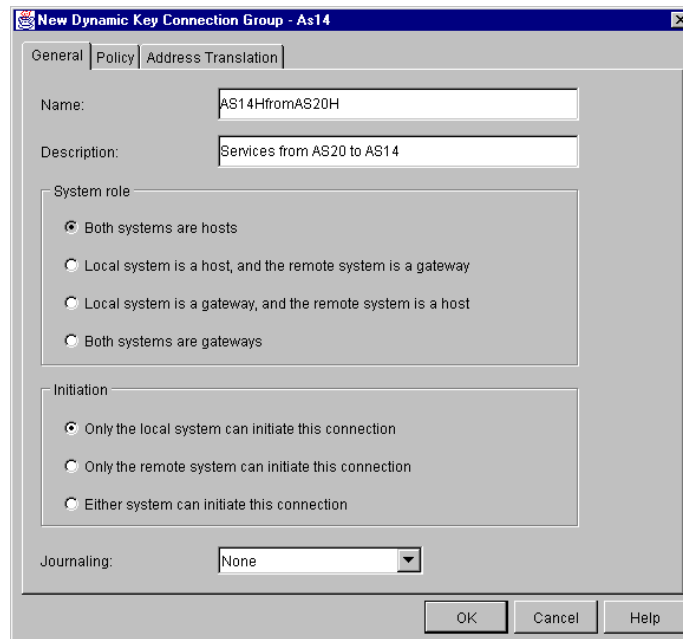 New Dynamic Key Connection Group - As14
General Policy Address Translation
Name: AS14HfromAS20H
Description: Services from AS20 to AS14
System role
Both systems are hosts
Local system is a host, and the remote system is a gateway
Local system is a gateway, and the remote system is a host
Both systems are gateways
Initiation
Only the local system can initiate this connection
Only the remote system can initiate this connection
Either system can initiate this connection
Journaling: None
OK Cancel Help